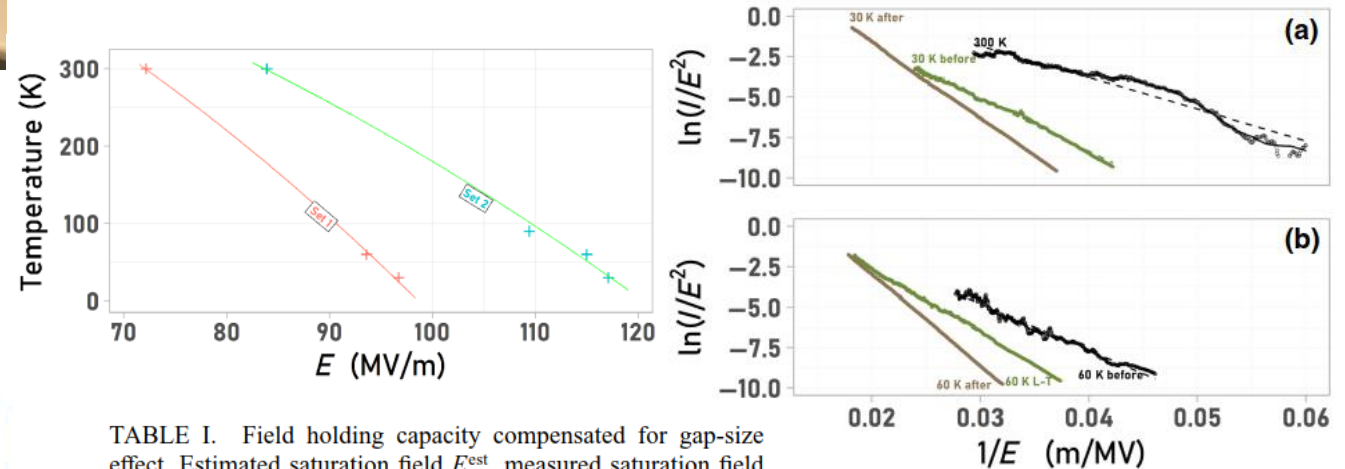 Temperature (K)
300
200
100
0
Set 1
Set 2
70 80 90 100 110 120
E (MV/m)
TABLE I. Field holding capacity compensated for gap-size
effect. Estimated saturation field E^est, measured saturation field
(a)
ln(I/E²)
0.0
−2.5
−5.0
−7.5
−10.0
30 K after
30 K before
300 K
(b)
ln(I/E²)
0.0
−2.5
−5.0
−7.5
−10.0
60 K after
60 K L-T
60 K before
0.02 0.03 0.04 0.05 0.06
1/E (m/MV)